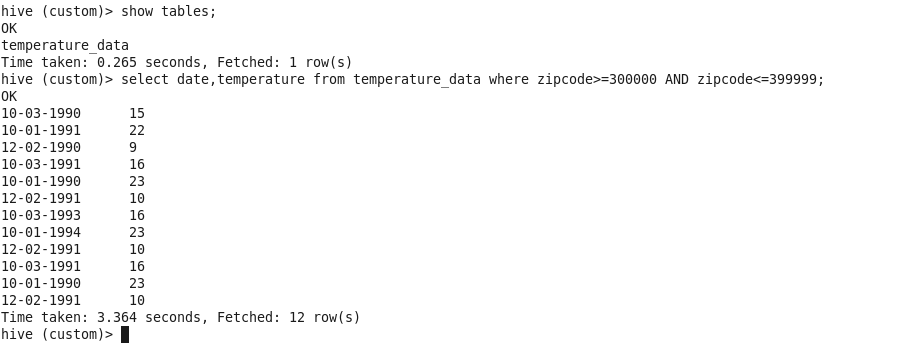 hive (custom)> show tables;
OK
temperature_data
Time taken: 0.265 seconds, Fetched: 1 row(s)
hive (custom)> select date,temperature from temperature_data where zipcode>=300000 AND zipcode<=399999;
OK
10-03-1990      15
10-01-1991      22
12-02-1990      9
10-03-1991      16
10-01-1990      23
12-02-1991      10
10-03-1993      16
10-01-1994      23
12-02-1991      10
10-03-1991      16
10-01-1990      23
12-02-1991      10
Time taken: 3.364 seconds, Fetched: 12 row(s)
hive (custom)>